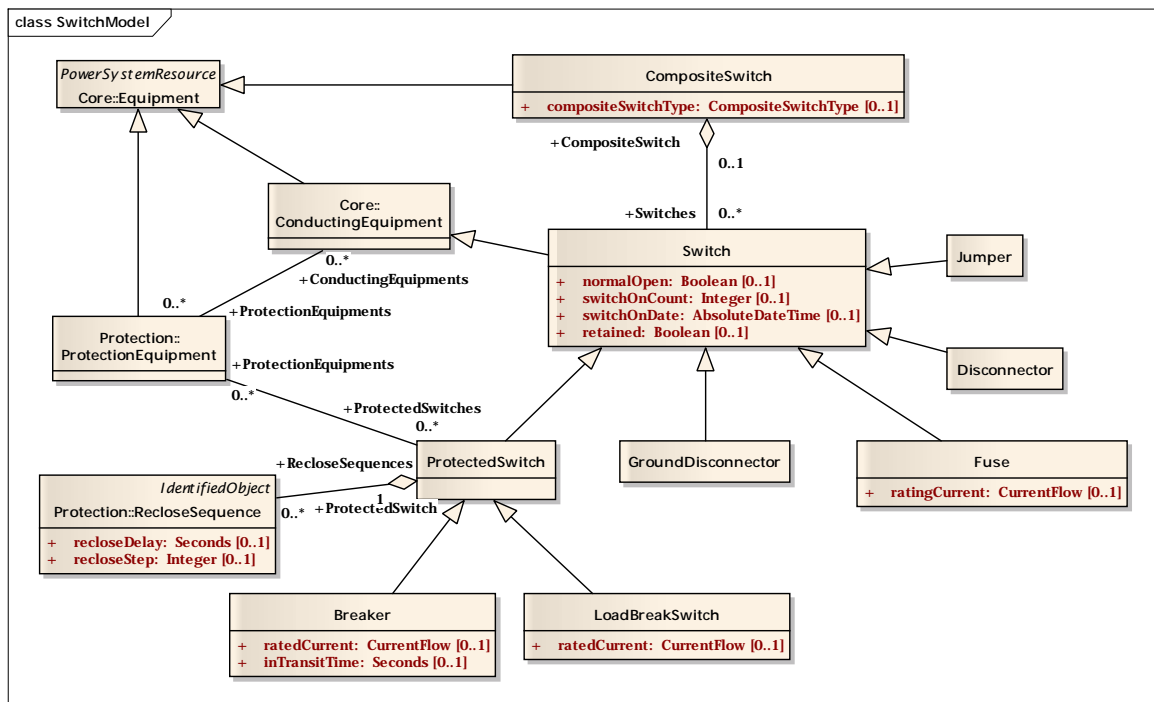 class SwitchModel
PowerSystemResource
Core::Equipment
CompositeSwitch
+ compositeSwitchType: CompositeSwitchType [0..1]
+CompositeSwitch
0..1
+Switches
0..*
Core::
ConductingEquipment
0..*
+ConductingEquipments
Switch
+ normalOpen: Boolean [0..1]
+ switchOnCount: Integer [0..1]
+ switchOnDate: AbsoluteDateTime [0..1]
+ retained: Boolean [0..1]
Jumper
Disconnector
0..*
+ProtectionEquipments
Protection::
ProtectionEquipment
+ProtectionEquipments
0..*
+ProtectedSwitches
0..*
ProtectedSwitch
GroundDisconnector
Fuse
+ ratingCurrent: CurrentFlow [0..1]
+RecloseSequences
1
0..*
+ProtectedSwitch
IdentifiedObject
Protection::RecloseSequence
+ recloseDelay: Seconds [0..1]
+ recloseStep: Integer [0..1]
Breaker
+ ratedCurrent: CurrentFlow [0..1]
+ inTransitTime: Seconds [0..1]
LoadBreakSwitch
+ ratedCurrent: CurrentFlow [0..1]